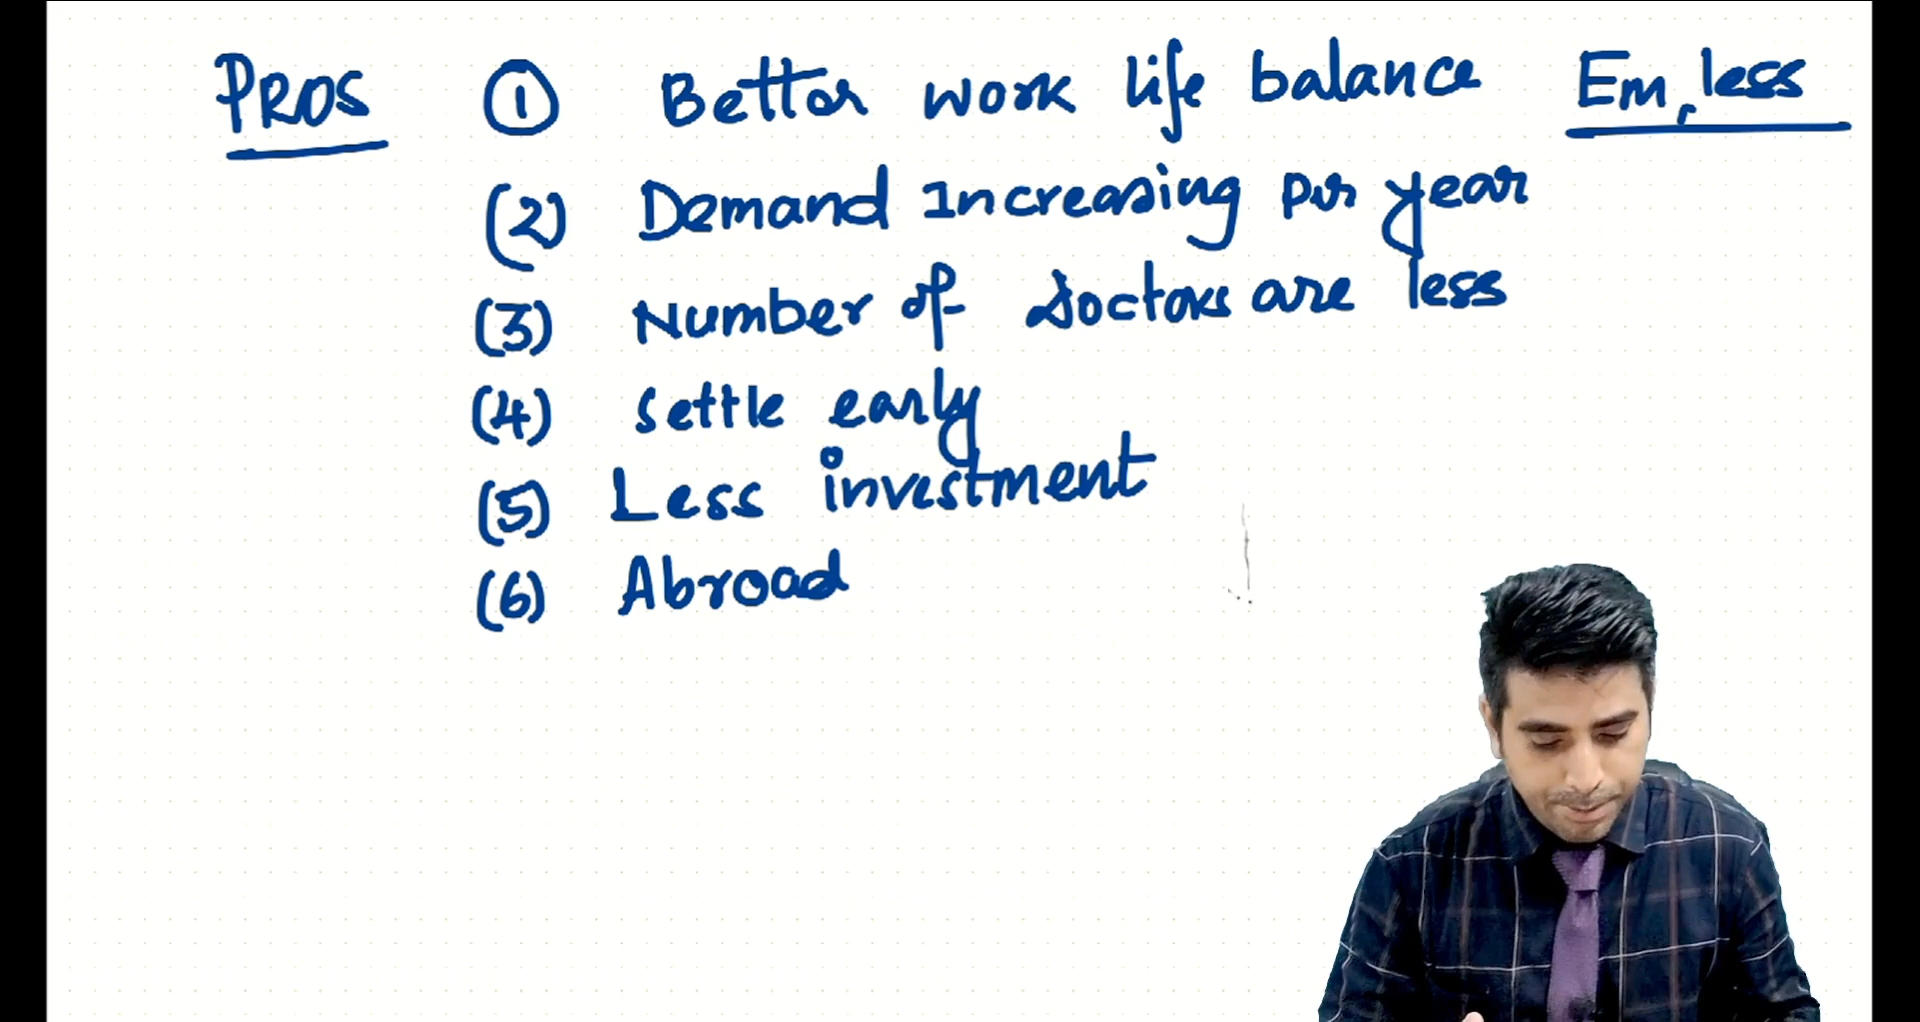 PROS ① Better work life balance Em, less
(2) Demand Increasing per year
(3) Number of doctors are less
(4) Settle early
(5) Less investment
(6) Abroad